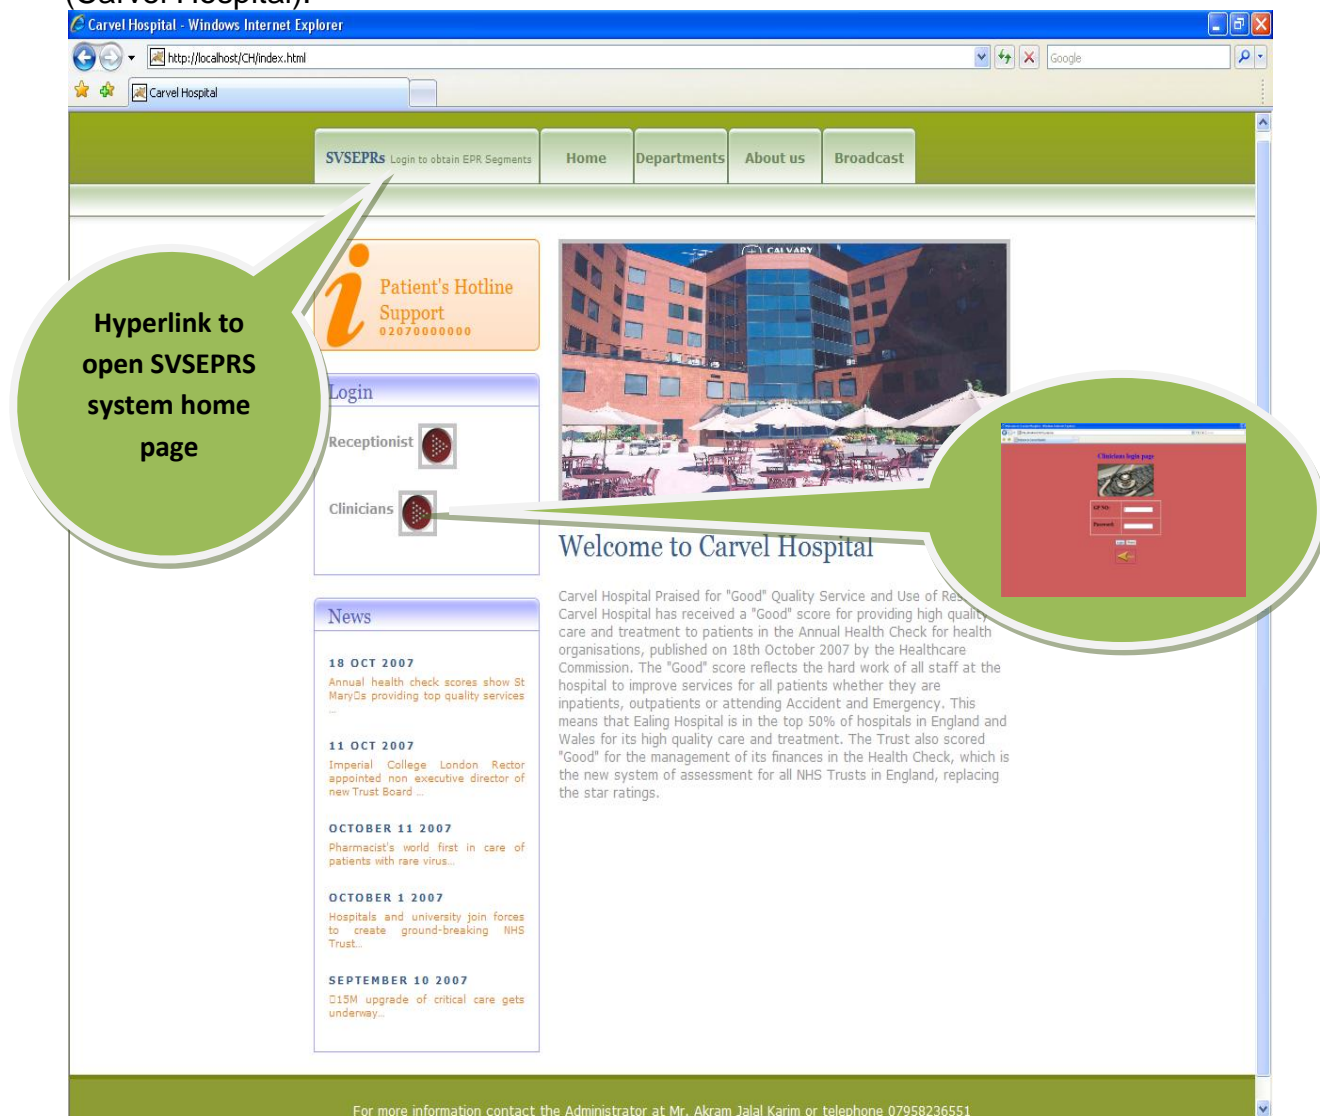 (Carvel Hospital).
Carvel Hospital - Windows Internet Explorer
http://localhost/CH/index.html
Google
Carvel Hospital
SVSEPRs Login to obtain EPR Segments
Home
Departments
About us
Broadcast
Hyperlink to
open SVSEPRS
system home
page
Patient's Hotline
Support
02070000000
Login
Receptionist
Clinicians
CALVARY
Clinicians login page
GP NO:
Password:
Welcome to Carvel Hospital
Carvel Hospital Praised for "Good" Quality Service and Use of
Carvel Hospital has received a "Good" score for providing high quality
care and treatment to patients in the Annual Health Check for health
organisations, published on 18th October 2007 by the Healthcare
Commission. The "Good" score reflects the hard work of all staff at the
hospital to improve services for all patients whether they are
inpatients, outpatients or attending Accident and Emergency. This
means that Ealing Hospital is in the top 50% of hospitals in England and
Wales for its high quality care and treatment. The Trust also scored
"Good" for the management of its finances in the Health Check, which is
the new system of assessment for all NHS Trusts in England, replacing
the star ratings.
News
18 OCT 2007
Annual health check scores show St
Mary▯s providing top quality services
...
11 OCT 2007
Imperial College London Rector
appointed non executive director of
new Trust Board ...
OCTOBER 11 2007
Pharmacist's world first in care of
patients with rare virus...
OCTOBER 1 2007
Hospitals and university join forces
to create ground-breaking NHS
Trust...
SEPTEMBER 10 2007
▯15M upgrade of critical care gets
underway...
For more information contact the Administrator at Mr. Akram Jalal Karim or telephone 07958236551